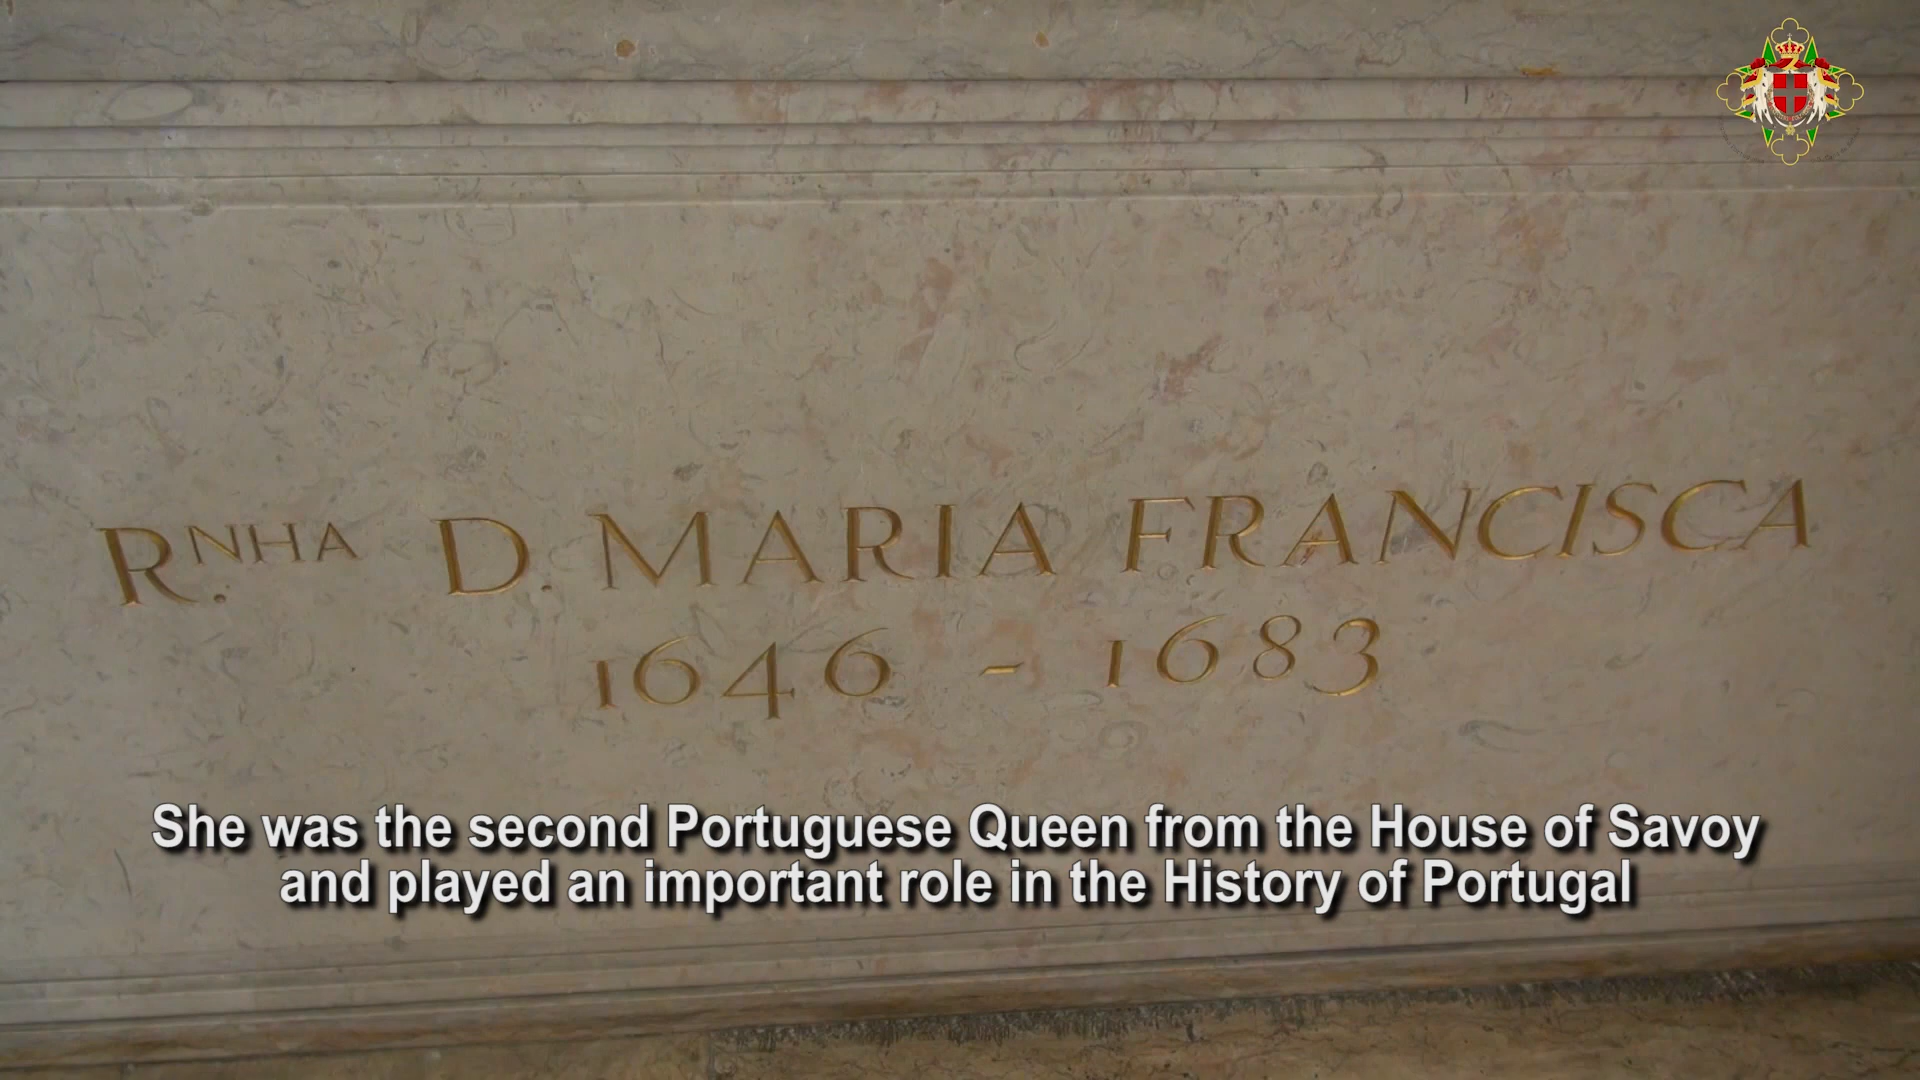 R.NHA D. MARIA FRANCISCA
1646 - 1683
She was the second Portuguese Queen from the House of Savoy
and played an important role in the History of Portugal